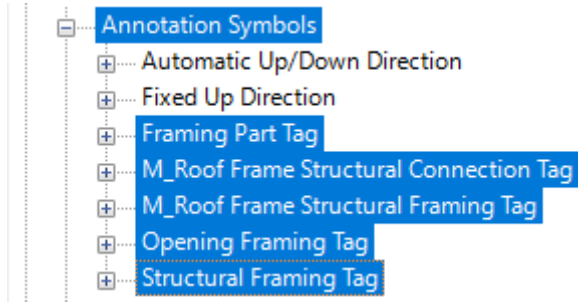 Annotation Symbols
Automatic Up/Down Direction
Fixed Up Direction
Framing Part Tag
M_Roof Frame Structural Connection Tag
M_Roof Frame Structural Framing Tag
Opening Framing Tag
Structural Framing Tag